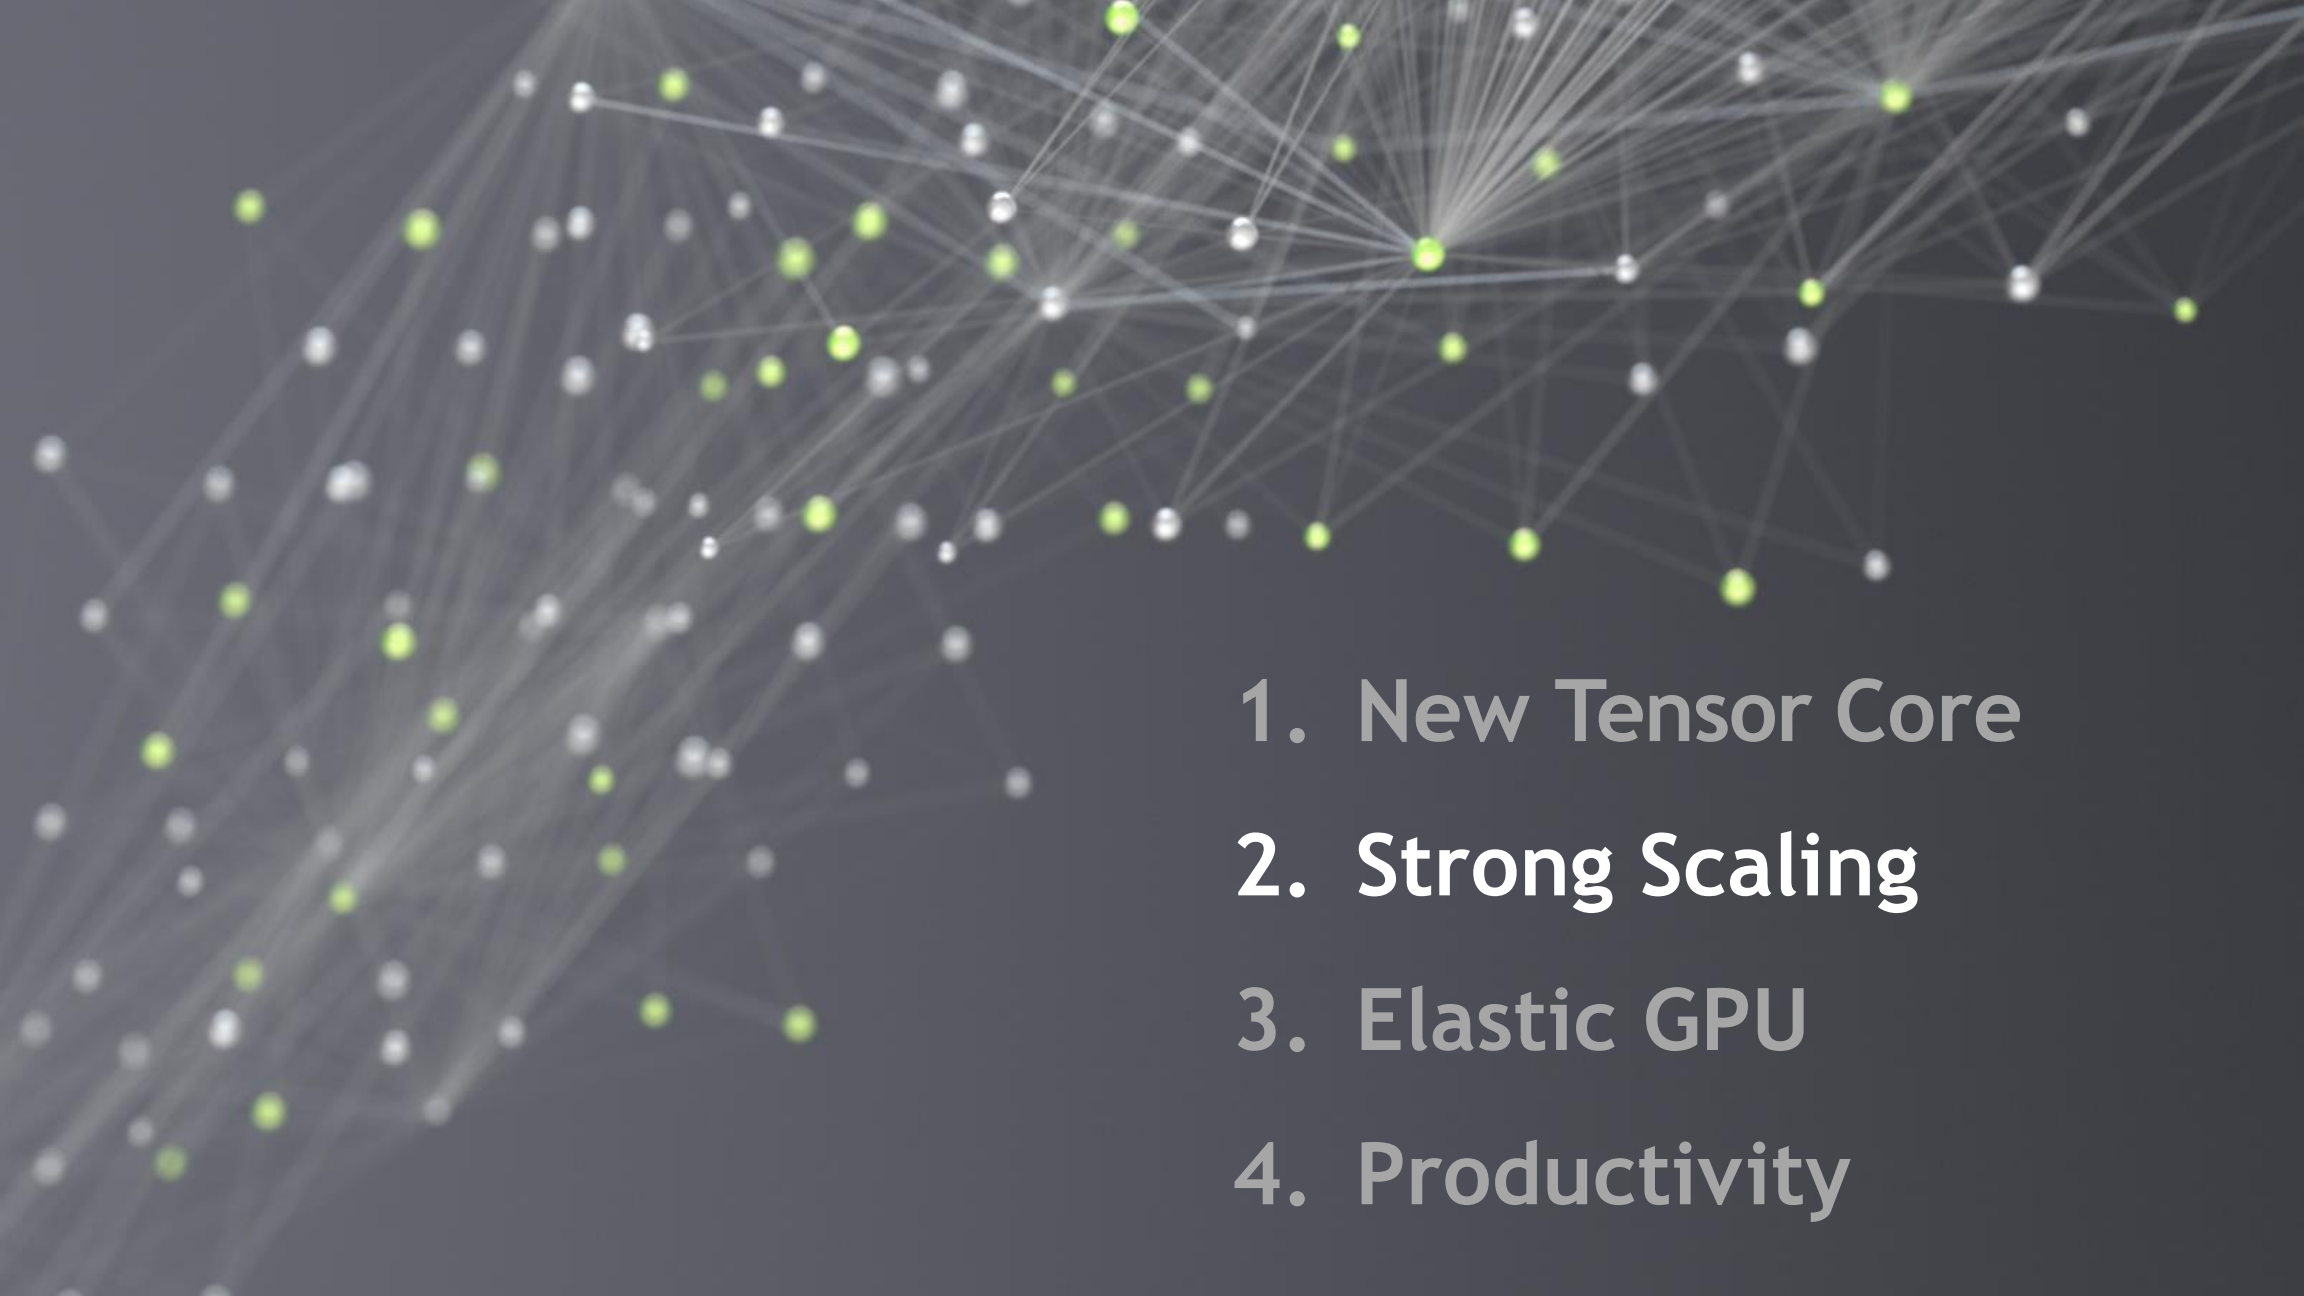 1. New Tensor Core
2. Strong Scaling
3. Elastic GPU
4. Productivity